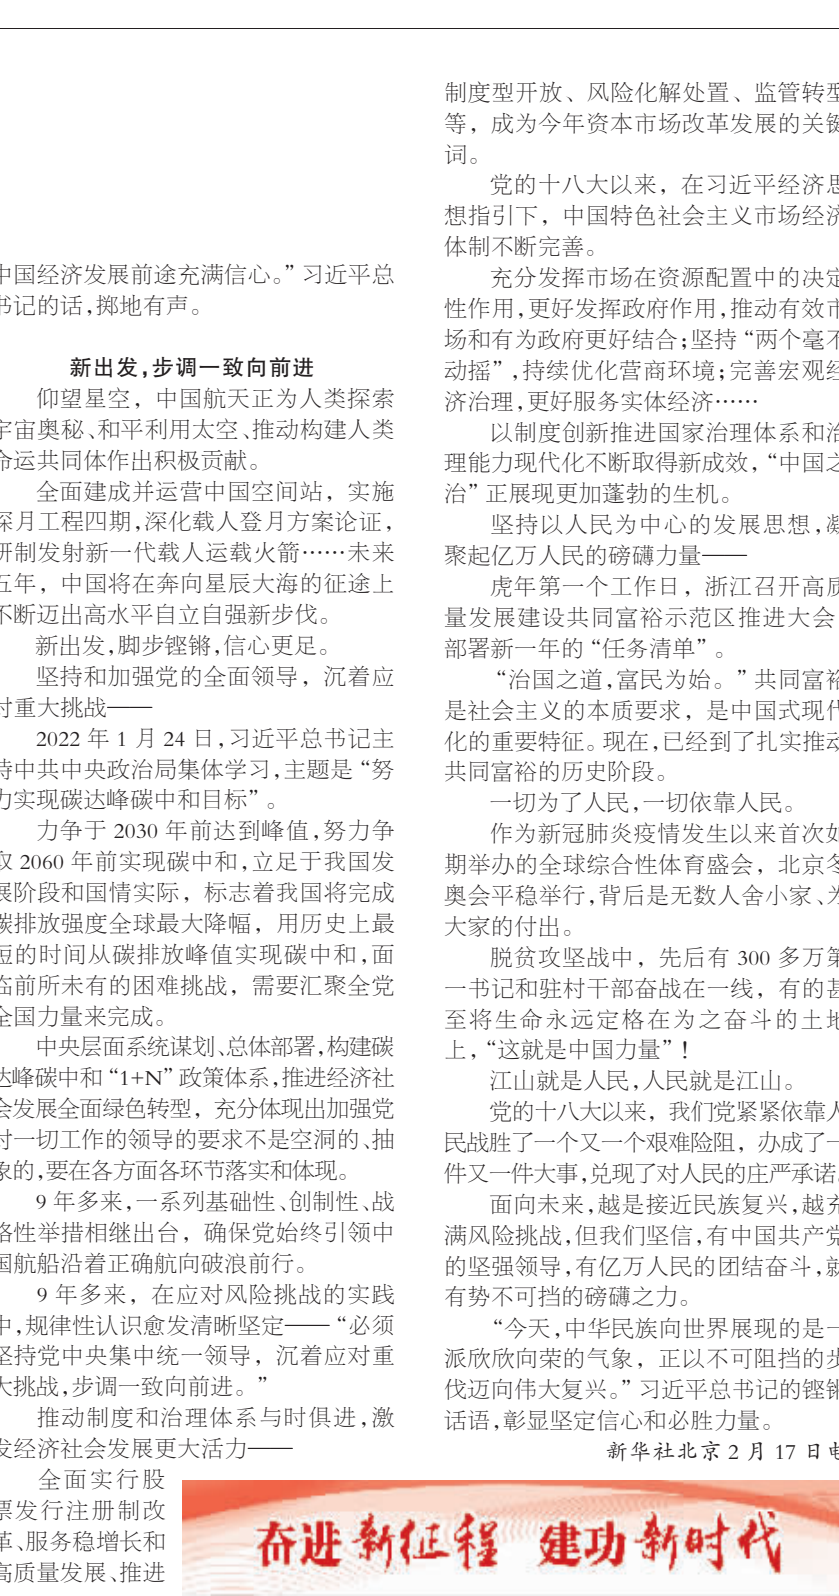 中国经济发展前途充满信心。”习近平总
书记的话,掷地有声。
新出发,步调一致向前进
仰望星空，中国航天正为人类探索
宇宙奥秘、和平利用太空、推动构建人类
命运共同体作出积极贡献。
全面建成并运营中国空间站，实施
探月工程四期,深化载人登月方案论证，
研制发射新一代载人运载火箭……未来
五年，中国将在奔向星辰大海的征途上
不断迈出高水平自立自强新步伐。
新出发,脚步铿锵,信心更足。
坚持和加强党的全面领导，沉着应
对重大挑战——
2022 年 1 月 24 日,习近平总书记主
持中共中央政治局集体学习,主题是“努
力实现碳达峰碳中和目标”。
力争于 2030 年前达到峰值,努力争
取 2060 年前实现碳中和,立足于我国发
展阶段和国情实际，标志着我国将完成
碳排放强度全球最大降幅，用历史上最
短的时间从碳排放峰值实现碳中和,面
临前所未有的困难挑战，需要汇聚全党
全国力量来完成。
中央层面系统谋划、总体部署,构建碳
达峰碳中和“1+N”政策体系,推进经济社
会发展全面绿色转型，充分体现出加强党
对一切工作的领导的要求不是空洞的、抽
象的,要在各方面各环节落实和体现。
9 年多来,一系列基础性、创制性、战
略性举措相继出台，确保党始终引领中
国航船沿着正确航向破浪前行。
9 年多来，在应对风险挑战的实践
中,规律性认识愈发清晰坚定——“必须
坚持党中央集中统一领导，沉着应对重
大挑战,步调一致向前进。”
推动制度和治理体系与时俱进,激
发经济社会发展更大活力——
全面实行股
票发行注册制改
革、服务稳增长和
高质量发展、推进
制度型开放、风险化解处置、监管转型
等，成为今年资本市场改革发展的关键
词。
党的十八大以来，在习近平经济思
想指引下，中国特色社会主义市场经济
体制不断完善。
充分发挥市场在资源配置中的决定
性作用,更好发挥政府作用,推动有效市
场和有为政府更好结合;坚持“两个毫不
动摇”,持续优化营商环境;完善宏观经
济治理,更好服务实体经济……
以制度创新推进国家治理体系和治
理能力现代化不断取得新成效,“中国之
治”正展现更加蓬勃的生机。
坚持以人民为中心的发展思想,凝
聚起亿万人民的磅礴力量——
虎年第一个工作日，浙江召开高质
量发展建设共同富裕示范区推进大会，
部署新一年的“任务清单”。
“治国之道,富民为始。”共同富裕
是社会主义的本质要求，是中国式现代
化的重要特征。现在,已经到了扎实推动
共同富裕的历史阶段。
一切为了人民,一切依靠人民。
作为新冠肺炎疫情发生以来首次如
期举办的全球综合性体育盛会，北京冬
奥会平稳举行,背后是无数人舍小家、为
大家的付出。
脱贫攻坚战中，先后有 300 多万第
一书记和驻村干部奋战在一线，有的甚
至将生命永远定格在为之奋斗的土地
上,“这就是中国力量”!
江山就是人民,人民就是江山。
党的十八大以来，我们党紧紧依靠人
民战胜了一个又一个艰难险阻，办成了一
件又一件大事,兑现了对人民的庄严承诺。
面向未来,越是接近民族复兴,越充
满风险挑战,但我们坚信,有中国共产党
的坚强领导,有亿万人民的团结奋斗,就
有势不可挡的磅礴之力。
“今天,中华民族向世界展现的是一
派欣欣向荣的气象，正以不可阻挡的步
伐迈向伟大复兴。”习近平总书记的铿锵
话语,彰显坚定信心和必胜力量。
新华社北京 2 月 17 日电
奋进新征程 建功新时代